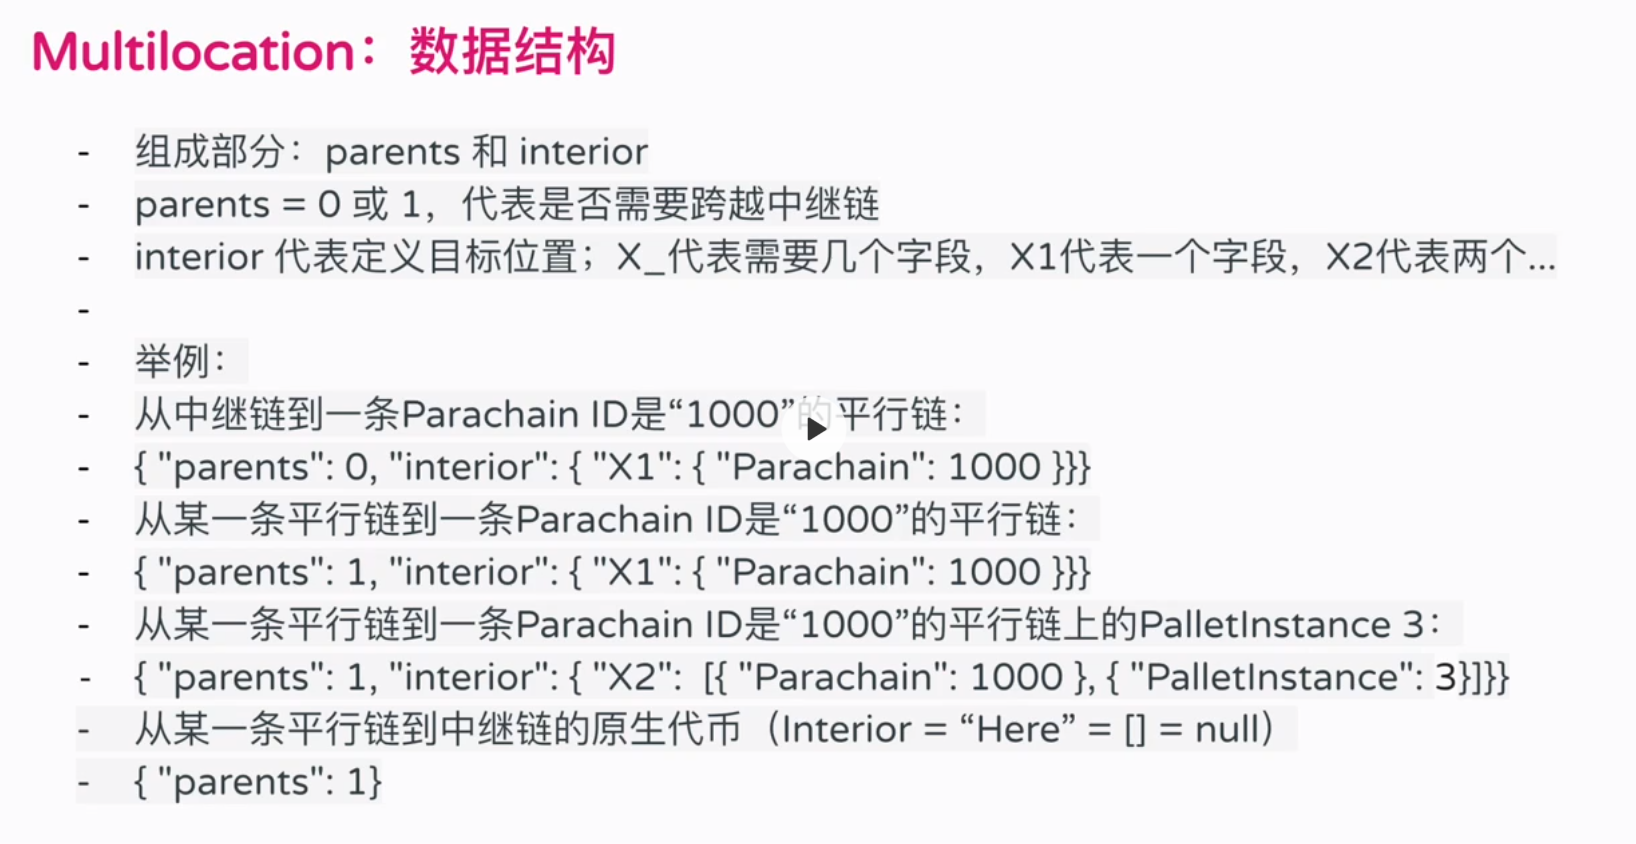 Multilocation：数据结构
- 组成部分：parents 和 interior
- parents = 0 或 1，代表是否需要跨越中继链
- interior 代表定义目标位置；X_代表需要几个字段，X1代表一个字段，X2代表两个...
-
- 举例：
- 从中继链到一条Parachain ID是“1000”的平行链：
- { "parents": 0, "interior": { "X1": { "Parachain": 1000 }}}
- 从某一条平行链到一条Parachain ID是“1000”的平行链：
- { "parents": 1, "interior": { "X1": { "Parachain": 1000 }}}
- 从某一条平行链到一条Parachain ID是“1000”的平行链上的PalletInstance 3：
- { "parents": 1, "interior": { "X2": [{ "Parachain": 1000 }, { "PalletInstance": 3}]}}
- 从某一条平行链到中继链的原生代币（Interior = “Here” = [] = null）
- { "parents": 1}